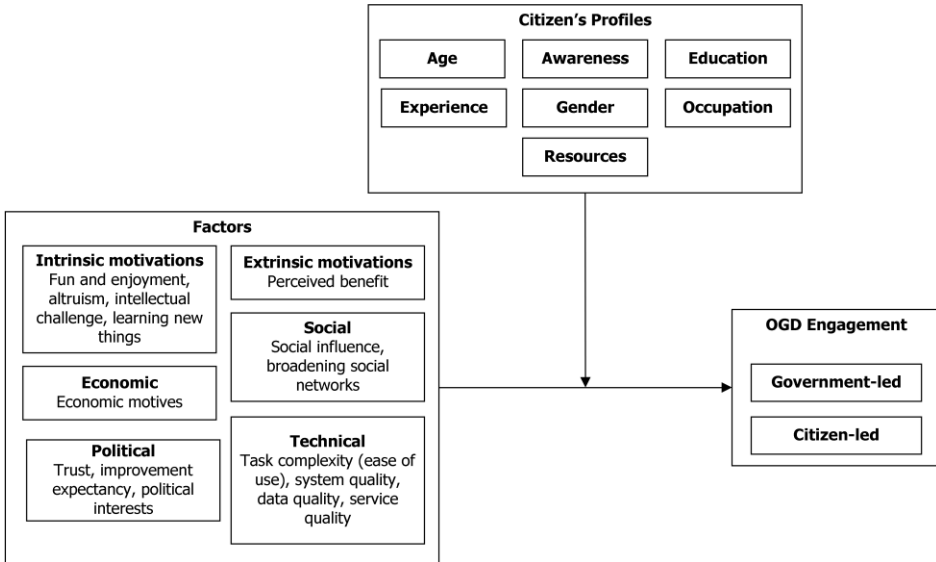 Citizen's Profiles
Age
Awareness
Education
Experience
Gender
Occupation
Resources
Factors
Intrinsic motivations
Fun and enjoyment,
altruism, intellectual
challenge, learning new
things
Extrinsic motivations
Perceived benefit
Social
Social influence,
broadening social
networks
Economic
Economic motives
Political
Trust, improvement
expectancy, political
interests
Technical
Task complexity (ease of
use), system quality,
data quality, service
quality
OGD Engagement
Government-led
Citizen-led